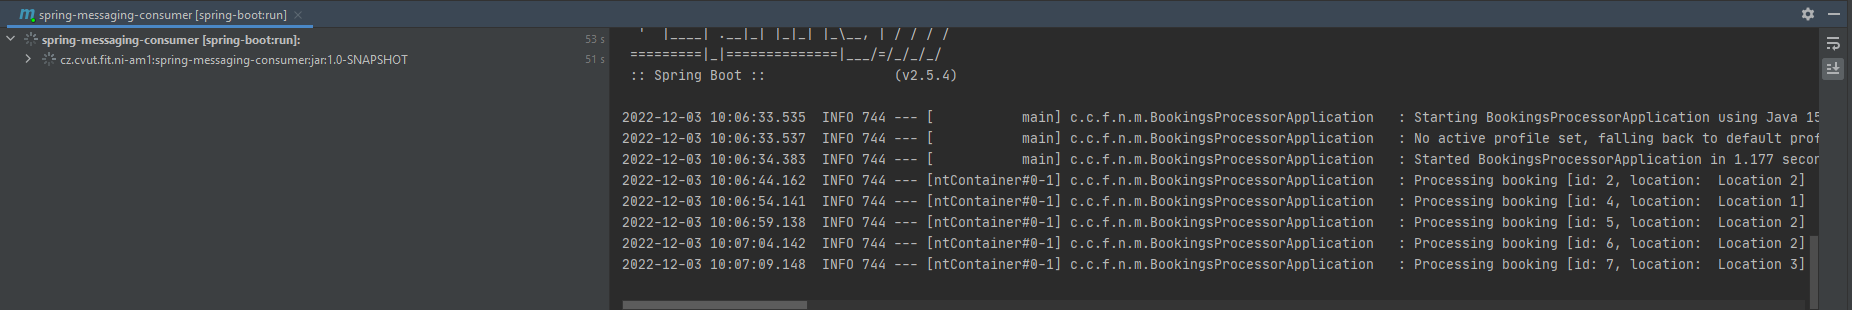 spring-messaging-consumer [spring-boot:run]
spring-messaging-consumer [spring-boot:run]: 53 s
cz.cvut.fit.ni-am1:spring-messaging-consumer:jar:1.0-SNAPSHOT 51 s
'  |____| .__|_| |_|_| |_\__, | / / / /
=========|_|==============|___/=/_/_/_/
:: Spring Boot ::                (v2.5.4)
2022-12-03 10:06:33.535  INFO 744 --- [           main] c.c.f.n.m.BookingsProcessorApplication   : Starting BookingsProcessorApplication using Java 15
2022-12-03 10:06:33.537  INFO 744 --- [           main] c.c.f.n.m.BookingsProcessorApplication   : No active profile set, falling back to default prof
2022-12-03 10:06:34.383  INFO 744 --- [           main] c.c.f.n.m.BookingsProcessorApplication   : Started BookingsProcessorApplication in 1.177 secon
2022-12-03 10:06:44.162  INFO 744 --- [ntContainer#0-1] c.c.f.n.m.BookingsProcessorApplication   : Processing booking [id: 2, location:  Location 2]
2022-12-03 10:06:54.141  INFO 744 --- [ntContainer#0-1] c.c.f.n.m.BookingsProcessorApplication   : Processing booking [id: 4, location:  Location 1]
2022-12-03 10:06:59.138  INFO 744 --- [ntContainer#0-1] c.c.f.n.m.BookingsProcessorApplication   : Processing booking [id: 5, location:  Location 2]
2022-12-03 10:07:04.142  INFO 744 --- [ntContainer#0-1] c.c.f.n.m.BookingsProcessorApplication   : Processing booking [id: 6, location:  Location 2]
2022-12-03 10:07:09.148  INFO 744 --- [ntContainer#0-1] c.c.f.n.m.BookingsProcessorApplication   : Processing booking [id: 7, location:  Location 3]